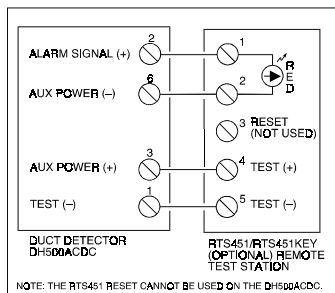 ALARM SIGNAL (+) 2 1
AUX POWER (–) 6 2
RED
3 RESET
(NOT USED)
AUX POWER (+) 3 4 TEST (+)
TEST (–) 1 5 TEST (–)
DUCT DETECTOR
DH500ACDC
RTS451/RTS451KEY
(OPTIONAL) REMOTE
TEST STATION
NOTE: THE RTS451 RESET CANNOT BE USED ON THE DH500ACDC.